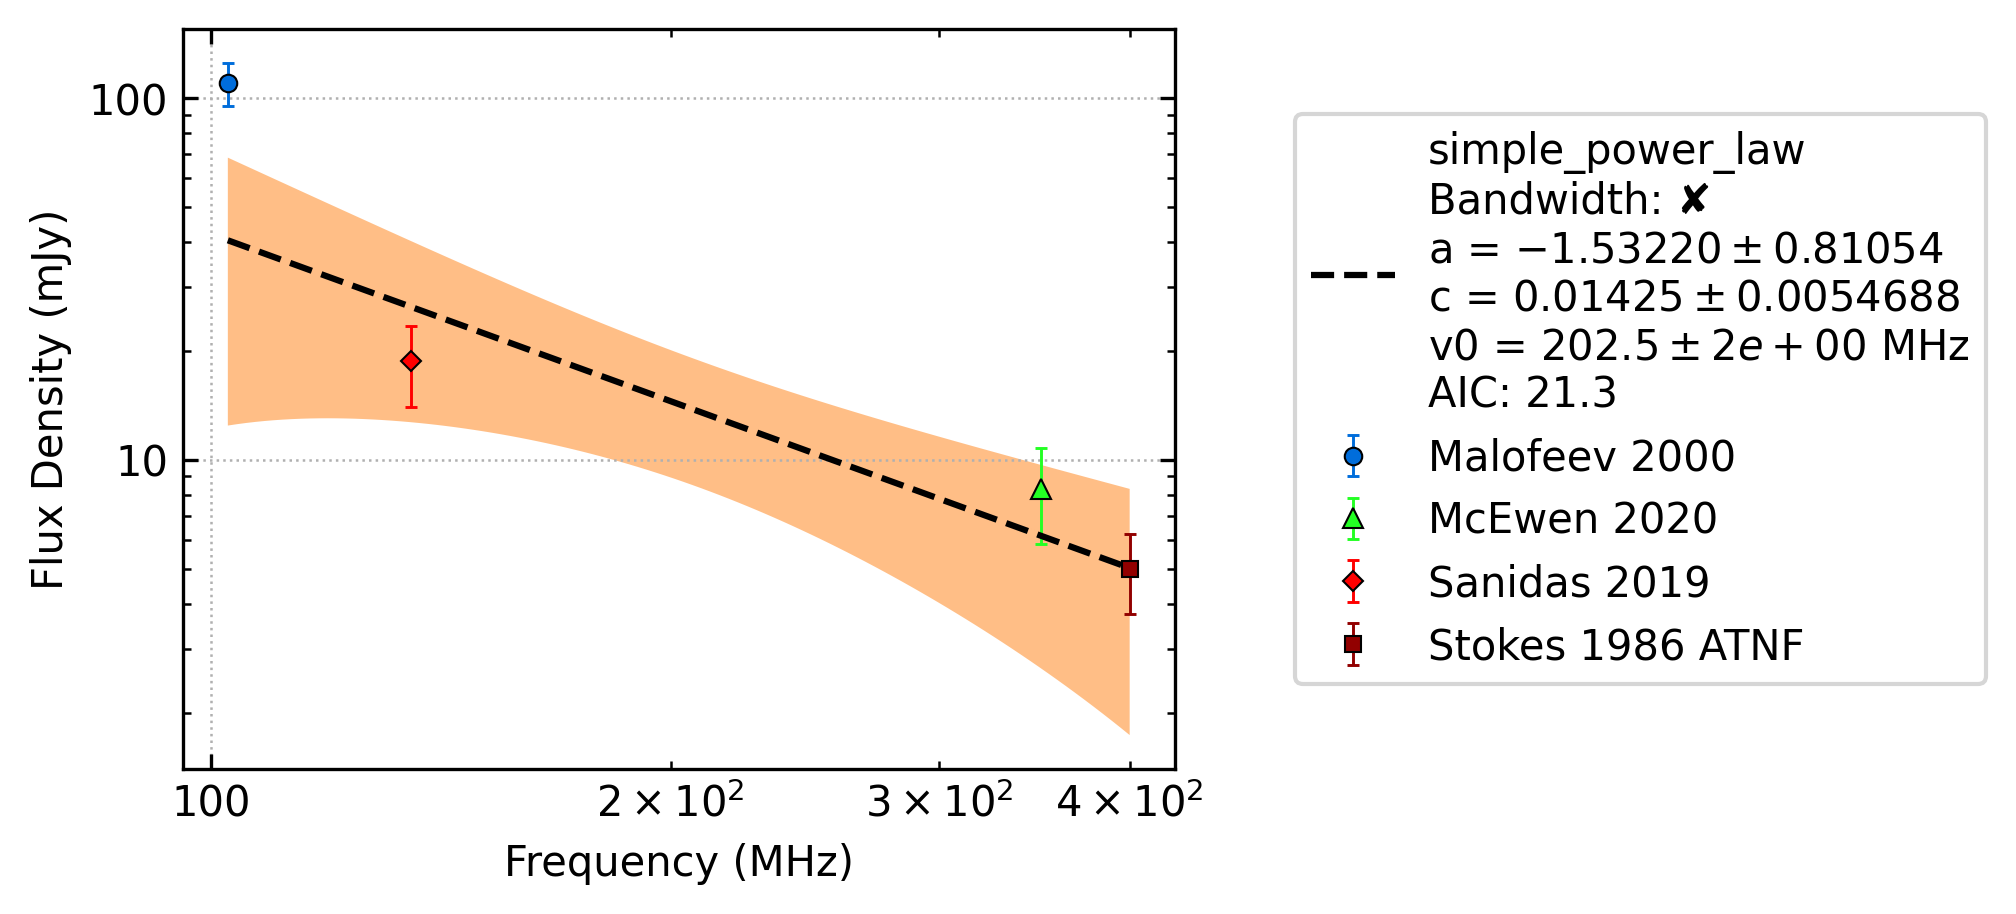 100
10
Flux Density (mJy)
100
2 × 10²
3 × 10²
4 × 10²
Frequency (MHz)
simple_power_law
Bandwidth: ✘
a = −1.53220 ± 0.81054
c = 0.01425 ± 0.0054688
v0 = 202.5 ± 2e + 00 MHz
AIC: 21.3
Malofeev 2000
McEwen 2020
Sanidas 2019
Stokes 1986 ATNF